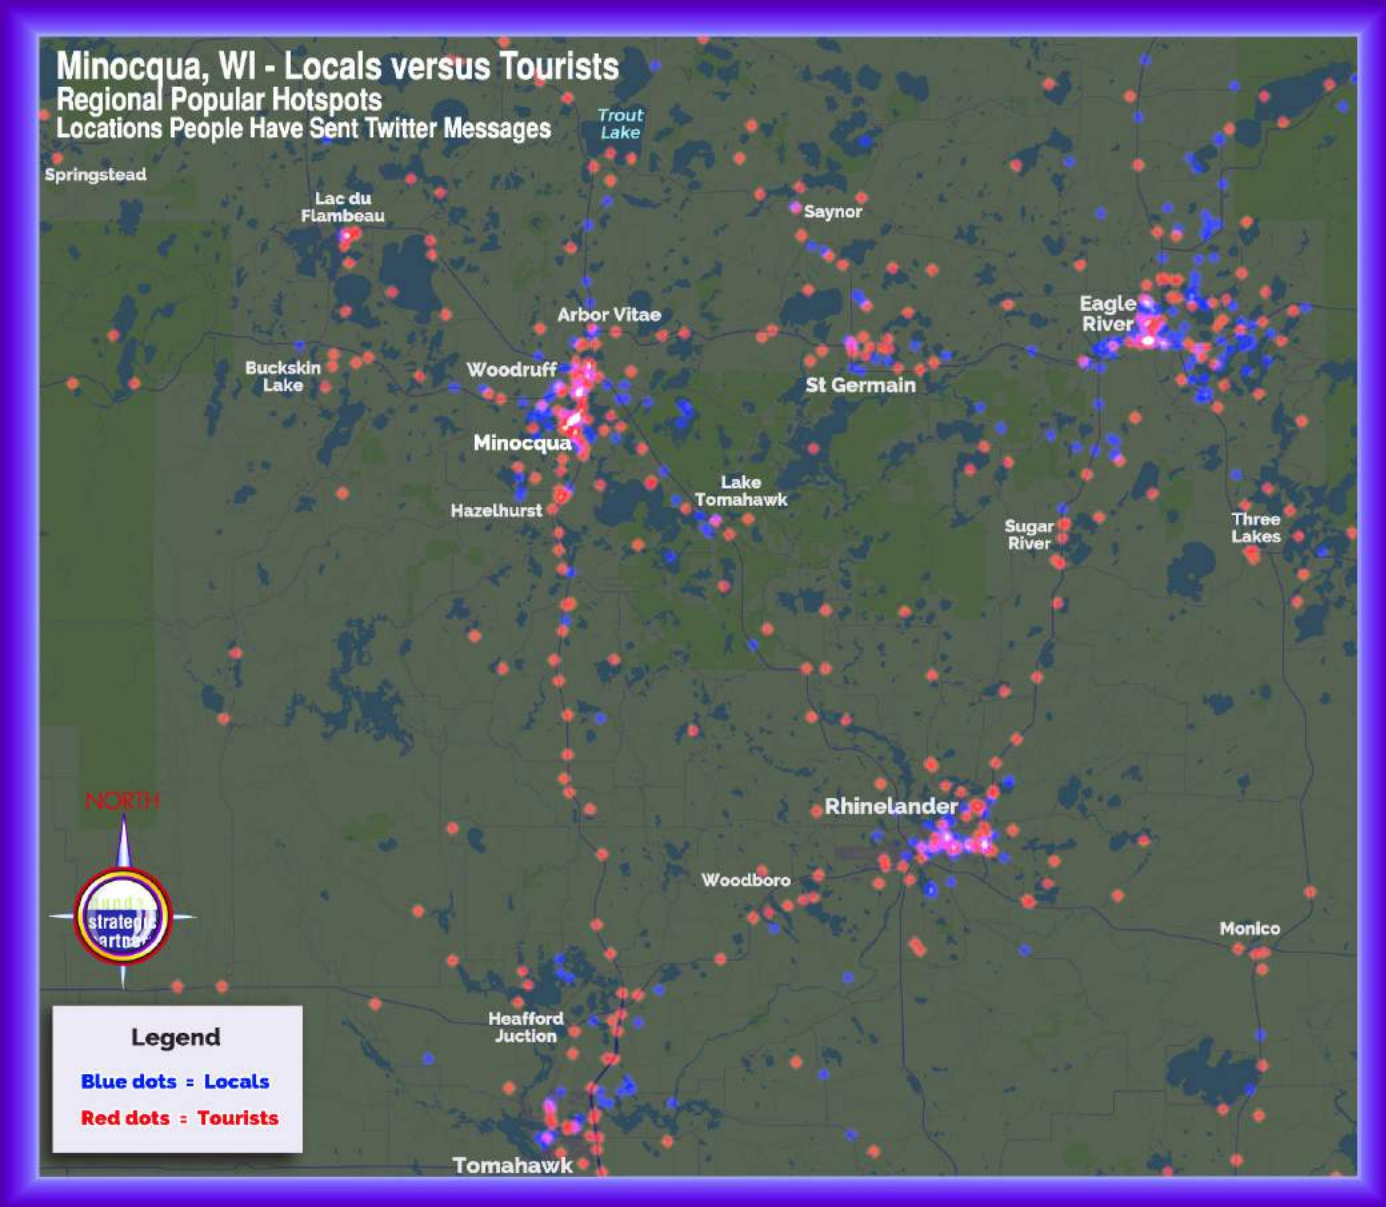 Minocqua, WI - Locals versus Tourists
Regional Popular Hotspots
Locations People Have Sent Twitter Messages
Trout
Lake
Springstead
Lac du
Flambeau
Saynor
Eagle
River
Arbor Vitae
Buckskin
Lake
Woodruff
St Germain
Minocqua
Lake
Tomahawk
Hazelhurst
Sugar
River
Three
Lakes
NORTH
Rhinelander
Woodboro
strategic
Monico
Heafford
Juction
Legend
Blue dots = Locals
Red dots = Tourists
Tomahawk